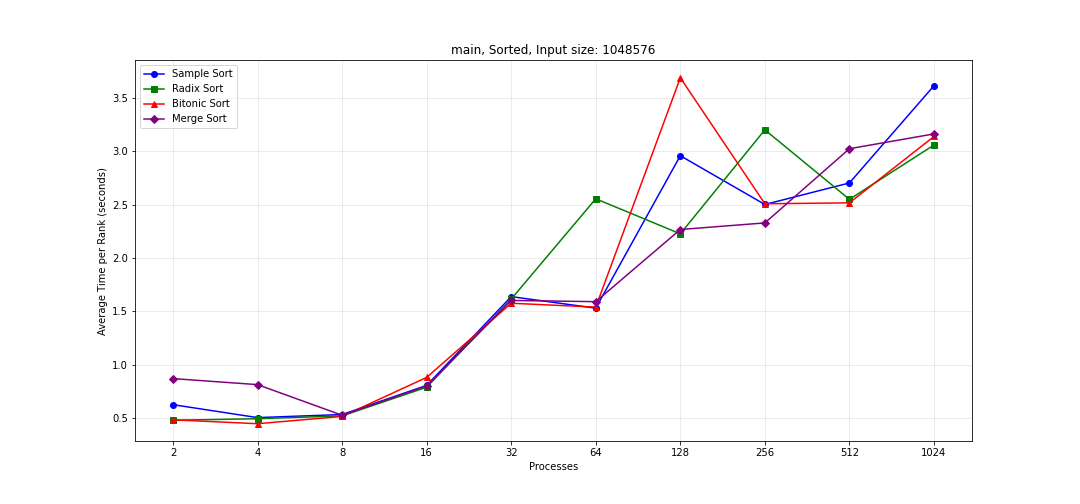 main, Sorted, Input size: 1048576
Sample Sort
Radix Sort
Bitonic Sort
Merge Sort
Average Time per Rank (seconds)
3.5
3.0
2.5
2.0
1.5
1.0
0.5
2 4 8 16 32 64 128 256 512 1024
Processes